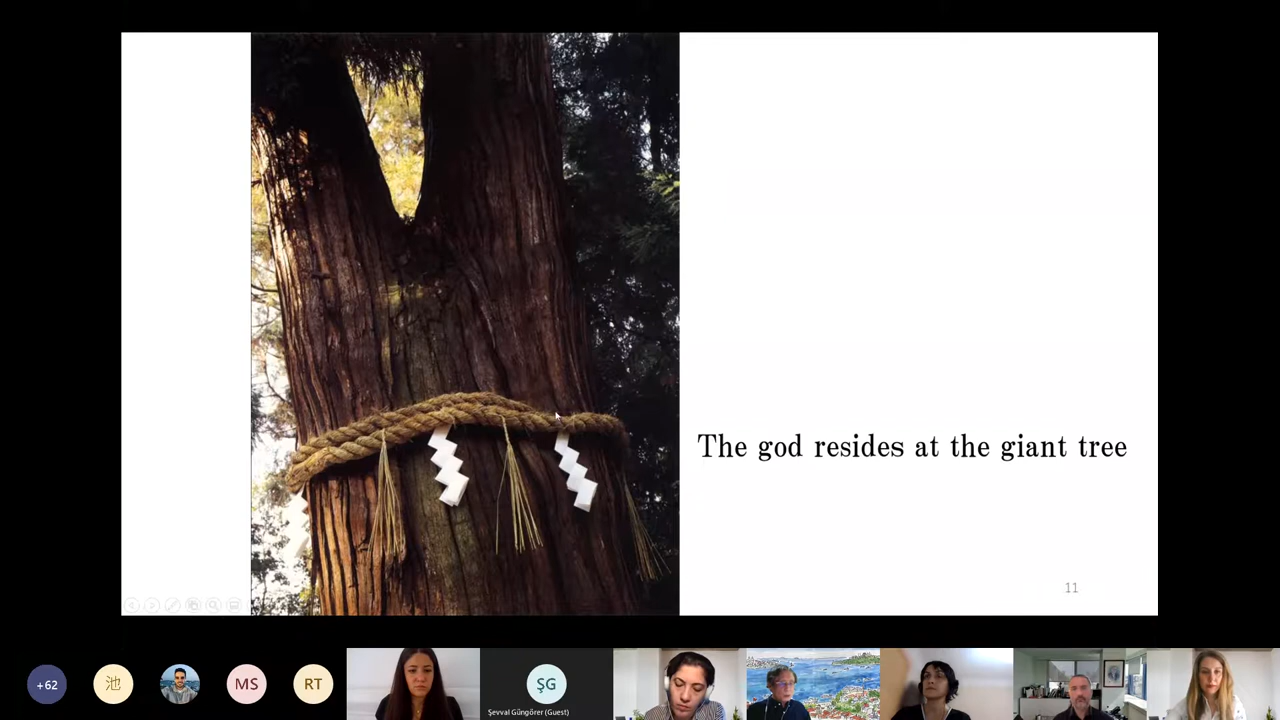 The god resides at the giant tree
11
+62
池
MS
RT
ŞG
Şevval Güngörer (Guest)